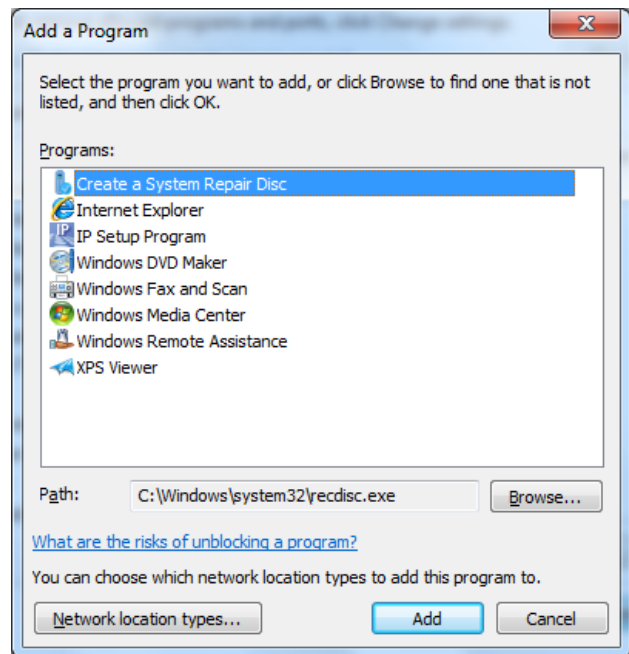 Add a Program
Select the program you want to add, or click Browse to find one that is not
listed, and then click OK.
Programs:
Create a System Repair Disc
Internet Explorer
IP
IP Setup Program
Windows DVD Maker
Windows Fax and Scan
Windows Media Center
Windows Remote Assistance
XPS Viewer
Path: C:\Windows\system32\recdisc.exe Browse...
What are the risks of unblocking a program?
You can choose which network location types to add this program to.
Network location types... Add Cancel